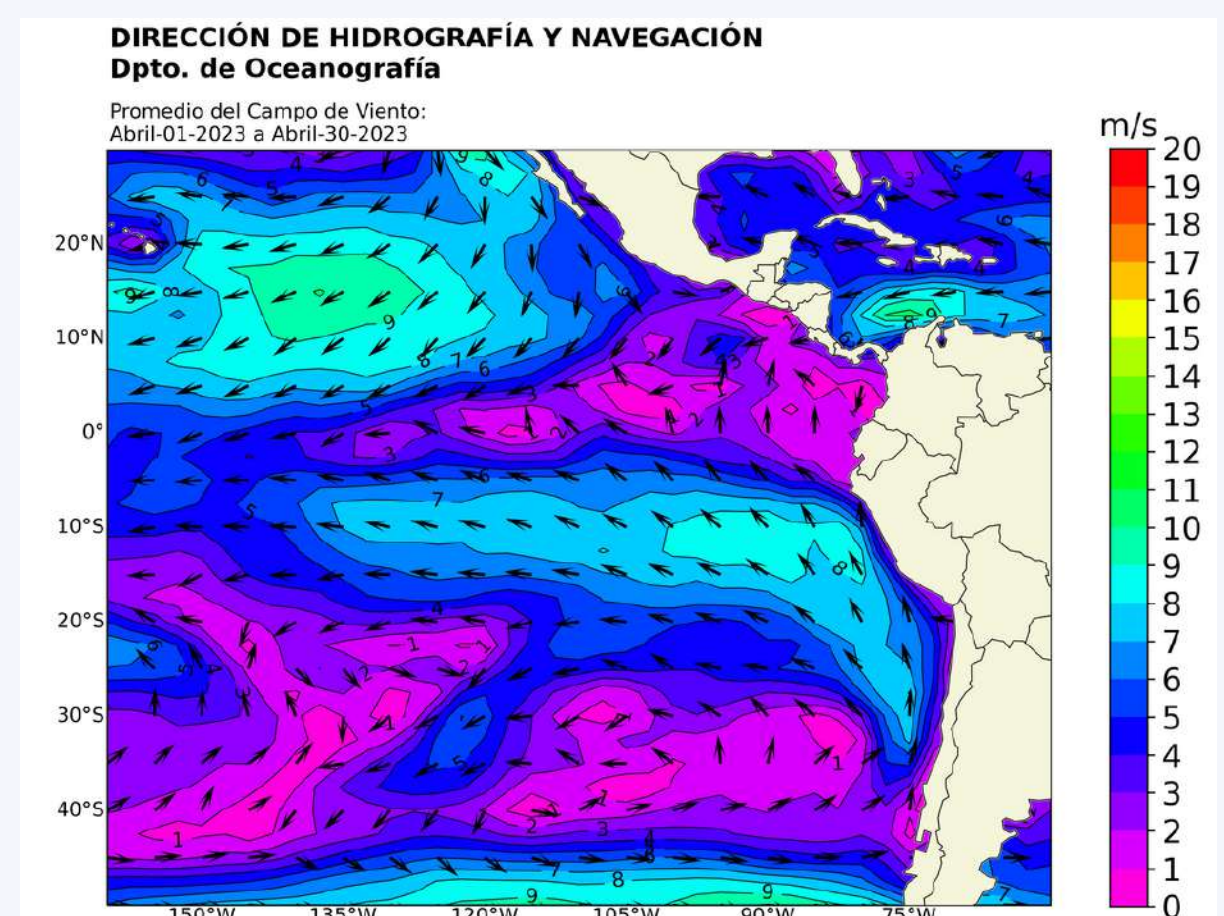 DIRECCIÓN DE HIDROGRAFÍA Y NAVEGACIÓN
Dpto. de Oceanografía
Promedio del Campo de Viento:
Abril-01-2023 a Abril-30-2023
m/s
20
19
18
17
16
15
14
13
12
11
10
9
8
7
6
5
4
3
2
1
0
20°N
10°N
0°
10°S
20°S
30°S
40°S
150°W
135°W
120°W
105°W
90°W
75°W